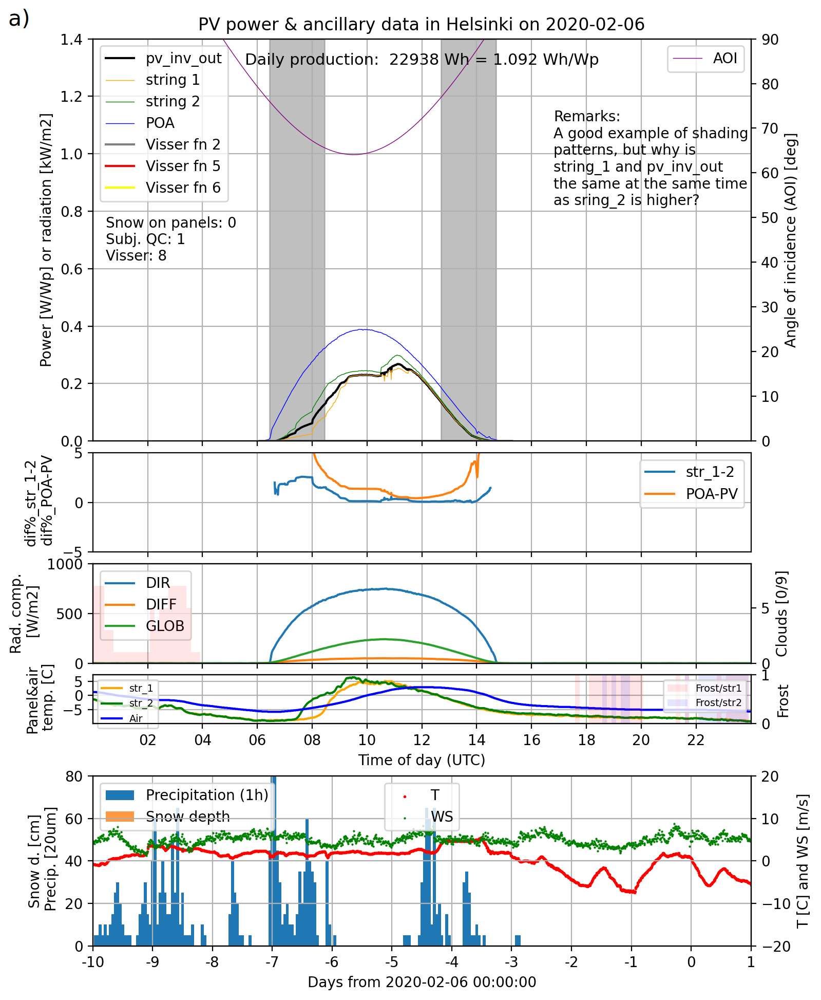 a)
PV power & ancillary data in Helsinki on 2020-02-06
Daily production:  22938 Wh = 1.092 Wh/Wp
pv_inv_out
string 1
string 2
POA
Visser fn 2
Visser fn 5
Visser fn 6
AOI
Remarks:
A good example of shading
patterns, but why is
string_1 and pv_inv_out
the same at the same time
as sring_2 is higher?
Snow on panels: 0
Subj. QC: 1
Visser: 8
Power [W/Wp] or radiation [kW/m2]
1.4
1.2
1.0
0.8
0.6
0.4
0.2
0.0
Angle of incidence (AOI) [deg]
90
80
70
60
50
40
30
20
10
0
dif%_str_1-2
dif%_POA-PV
5
0
−5
str_1-2
POA-PV
Rad. comp.
[W/m2]
1000
500
0
DIR
DIFF
GLOB
Clouds [0/9]
5
0
Panel&air
temp. [C]
5
0
−5
str_1
str_2
Air
Frost/str1
Frost/str2
Frost
1
0
02 04 06 08 10 12 14 16 18 20 22
Time of day (UTC)
Snow d. [cm]
Precip. [20um]
80
60
40
20
0
Precipitation (1h)
Snow depth
T
WS
T [C] and WS [m/s]
20
10
0
−10
−20
-10 -9 -8 -7 -6 -5 -4 -3 -2 -1 0 1
Days from 2020-02-06 00:00:00